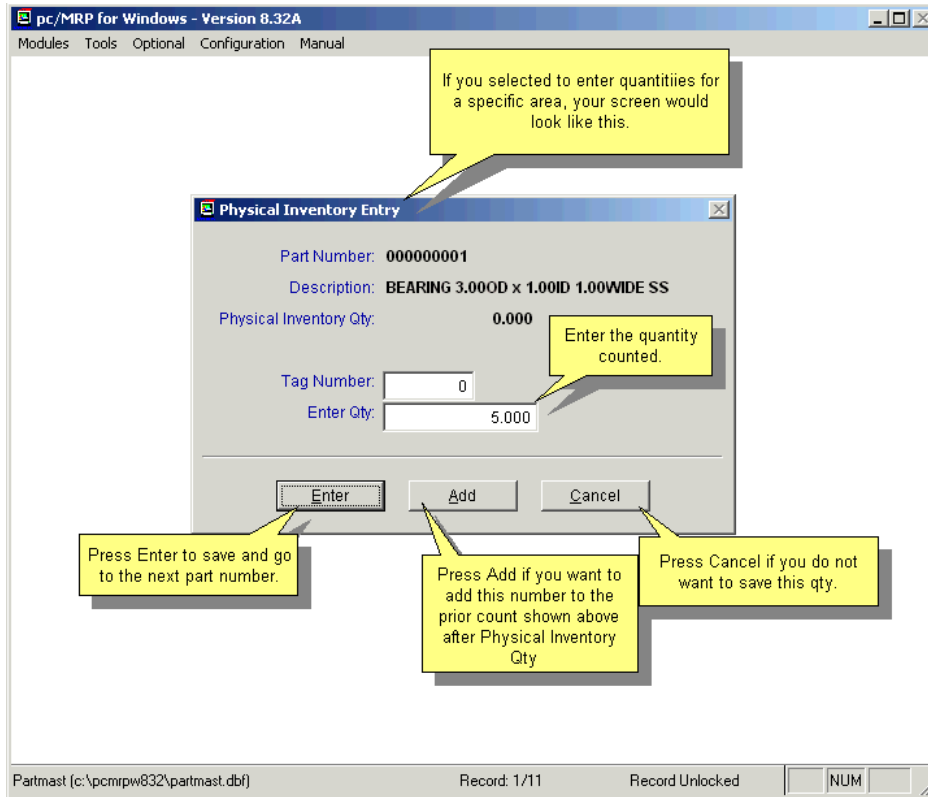 pc/MRP for Windows - Version 8.32A
Modules Tools Optional Configuration Manual
If you selected to enter quantitiies for
a specific area, your screen would
look like this.
Physical Inventory Entry
Part Number: 000000001
Description: BEARING 3.00OD x 1.00ID 1.00WIDE SS
Physical Inventory Qty: 0.000
Enter the quantity
counted.
Tag Number: 0
Enter Qty: 5.000
Enter Add Cancel
Press Enter to save and go
to the next part number.
Press Add if you want to
add this number to the
prior count shown above
after Physical Inventory
Qty
Press Cancel if you do not
want to save this qty.
Partmast (c:\pcmrpw832\partmast.dbf) Record: 1/11 Record Unlocked NUM